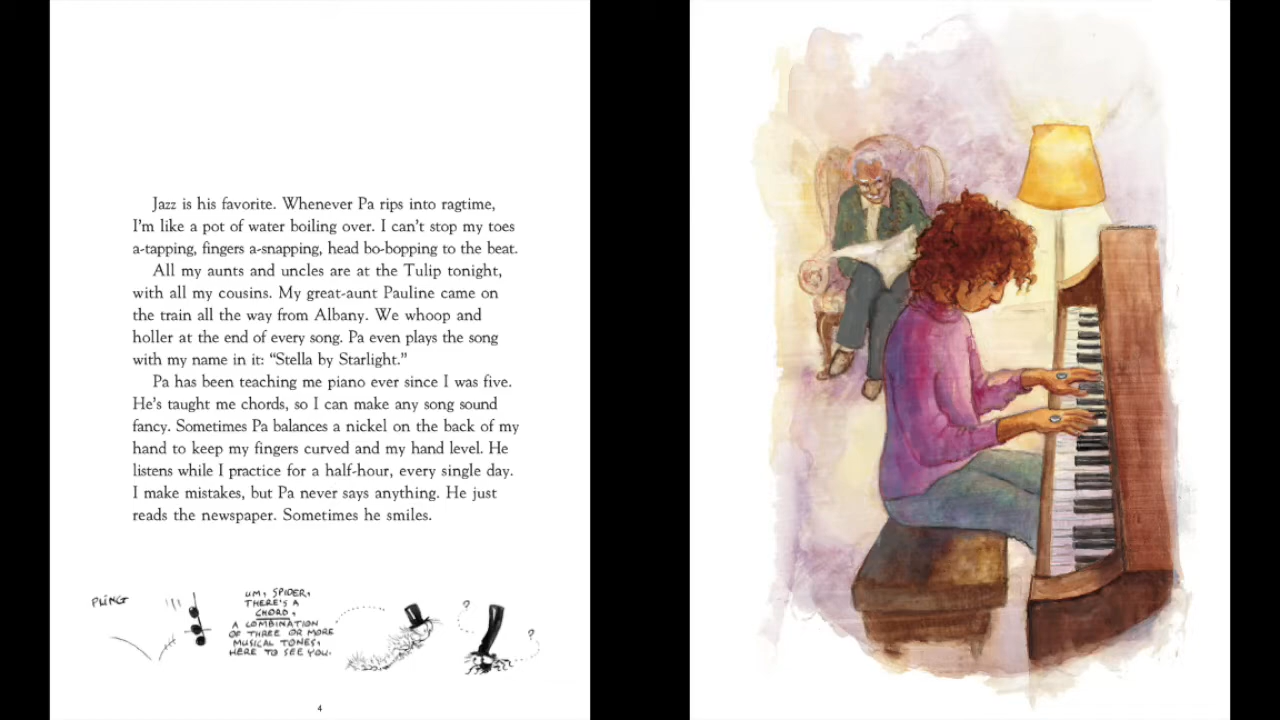 Jazz is his favorite. Whenever Pa rips into ragtime,
I'm like a pot of water boiling over. I can't stop my toes
a-tapping, fingers a-snapping, head bo-bopping to the beat.
All my aunts and uncles are at the Tulip tonight,
with all my cousins. My great-aunt Pauline came on
the train all the way from Albany. We whoop and
holler at the end of every song. Pa even plays the song
with my name in it: “Stella by Starlight.”
Pa has been teaching me piano ever since I was five.
He's taught me chords, so I can make any song sound
fancy. Sometimes Pa balances a nickel on the back of my
hand to keep my fingers curved and my hand level. He
listens while I practice for a half-hour, every single day.
I make mistakes, but Pa never says anything. He just
reads the newspaper. Sometimes he smiles.
PLING
UM, SPIDER,
THERE'S A
CHORD,
A COMBINATION
OF THREE OR MORE
MUSICAL TONES,
HERE TO SEE YOU.
?
?
4